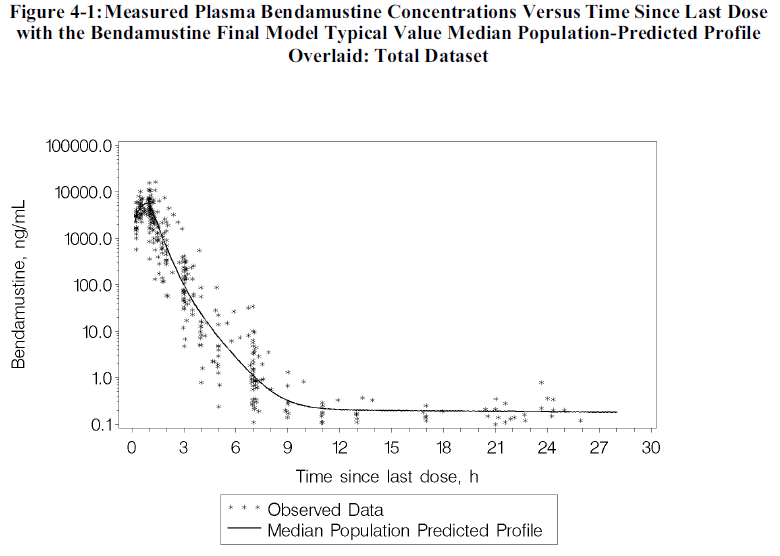 Figure 4-1: Measured Plasma Bendamustine Concentrations Versus Time Since Last Dose
with the Bendamustine Final Model Typical Value Median Population-Predicted Profile
Overlaid: Total Dataset
100000.0
10000.0
1000.0
100.0
10.0
1.0
0.1
Bendamustine, ng/mL
0 3 6 9 12 15 18 21 24 27 30
Time since last dose, h
* * * Observed Data
Median Population Predicted Profile